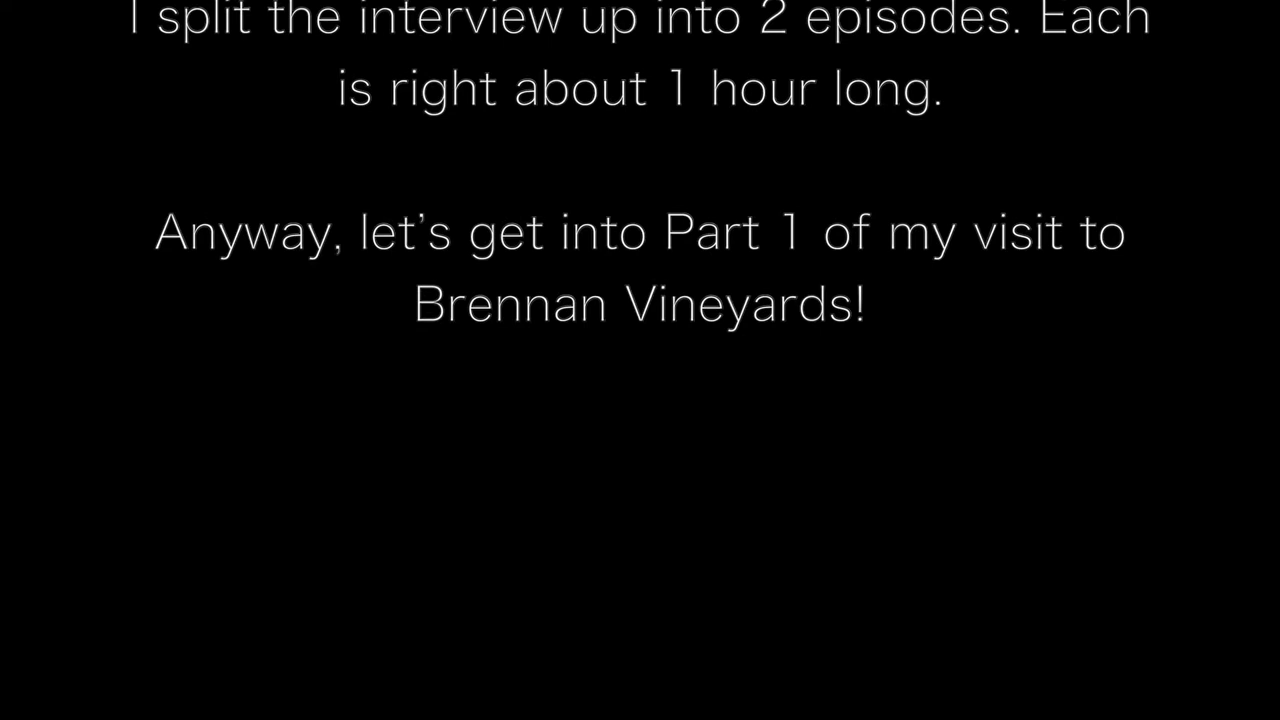 I split the interview up into 2 episodes. Each
is right about 1 hour long.
Anyway, let’s get into Part 1 of my visit to
Brennan Vineyards!